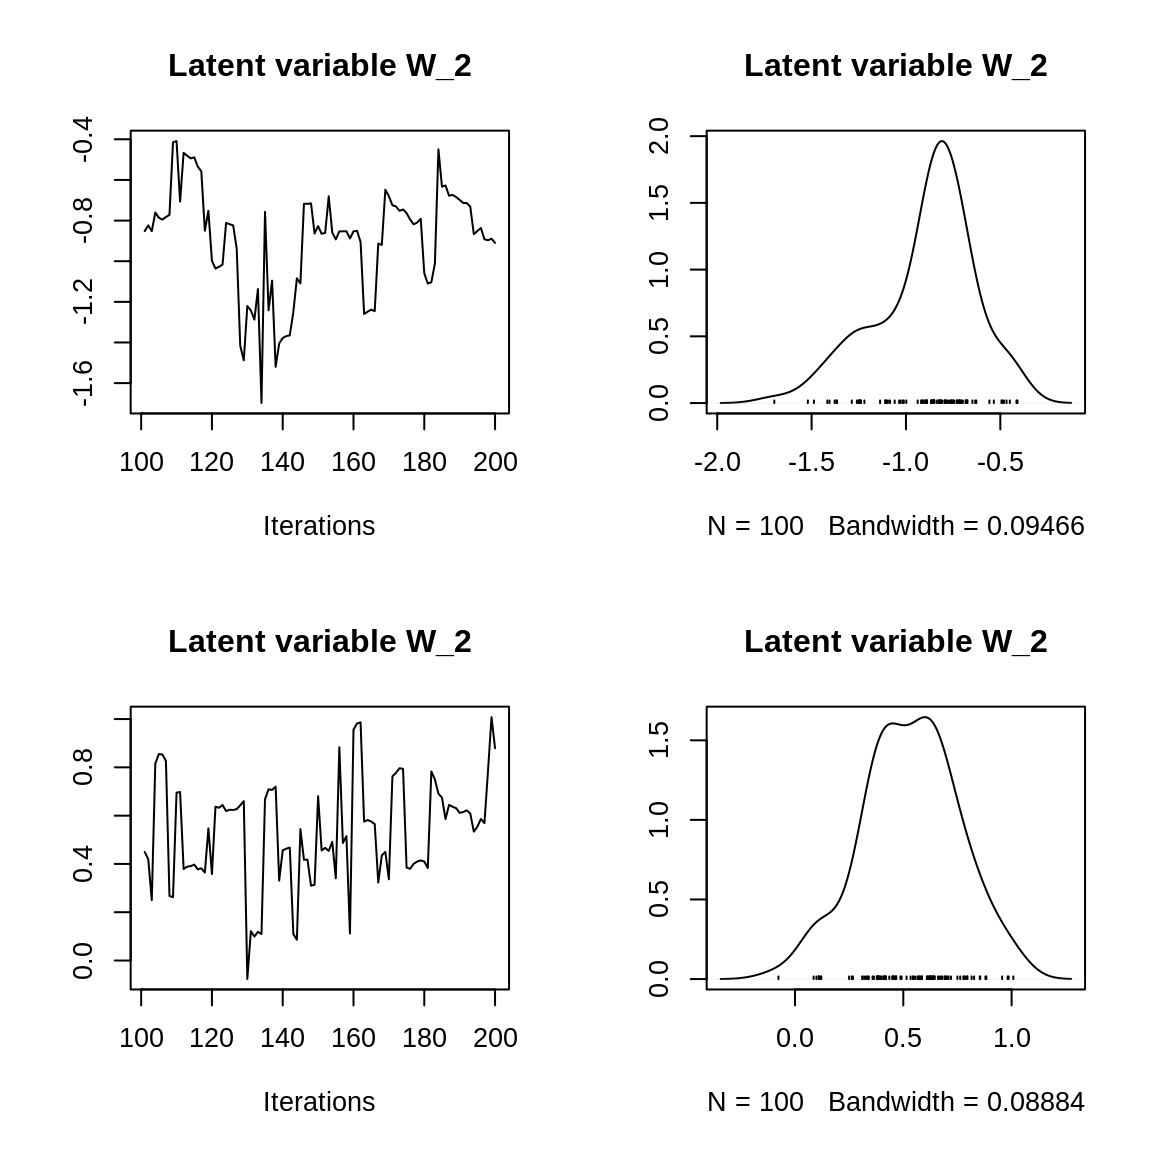 Latent variable W_2
-0.4
-0.8
-1.2
-1.6
100 120 140 160 180 200
Iterations
Latent variable W_2
2.0
1.5
1.0
0.5
0.0
-2.0 -1.5 -1.0 -0.5
N = 100 Bandwidth = 0.09466
Latent variable W_2
0.8
0.4
0.0
100 120 140 160 180 200
Iterations
Latent variable W_2
1.5
1.0
0.5
0.0
0.0 0.5 1.0
N = 100 Bandwidth = 0.08884